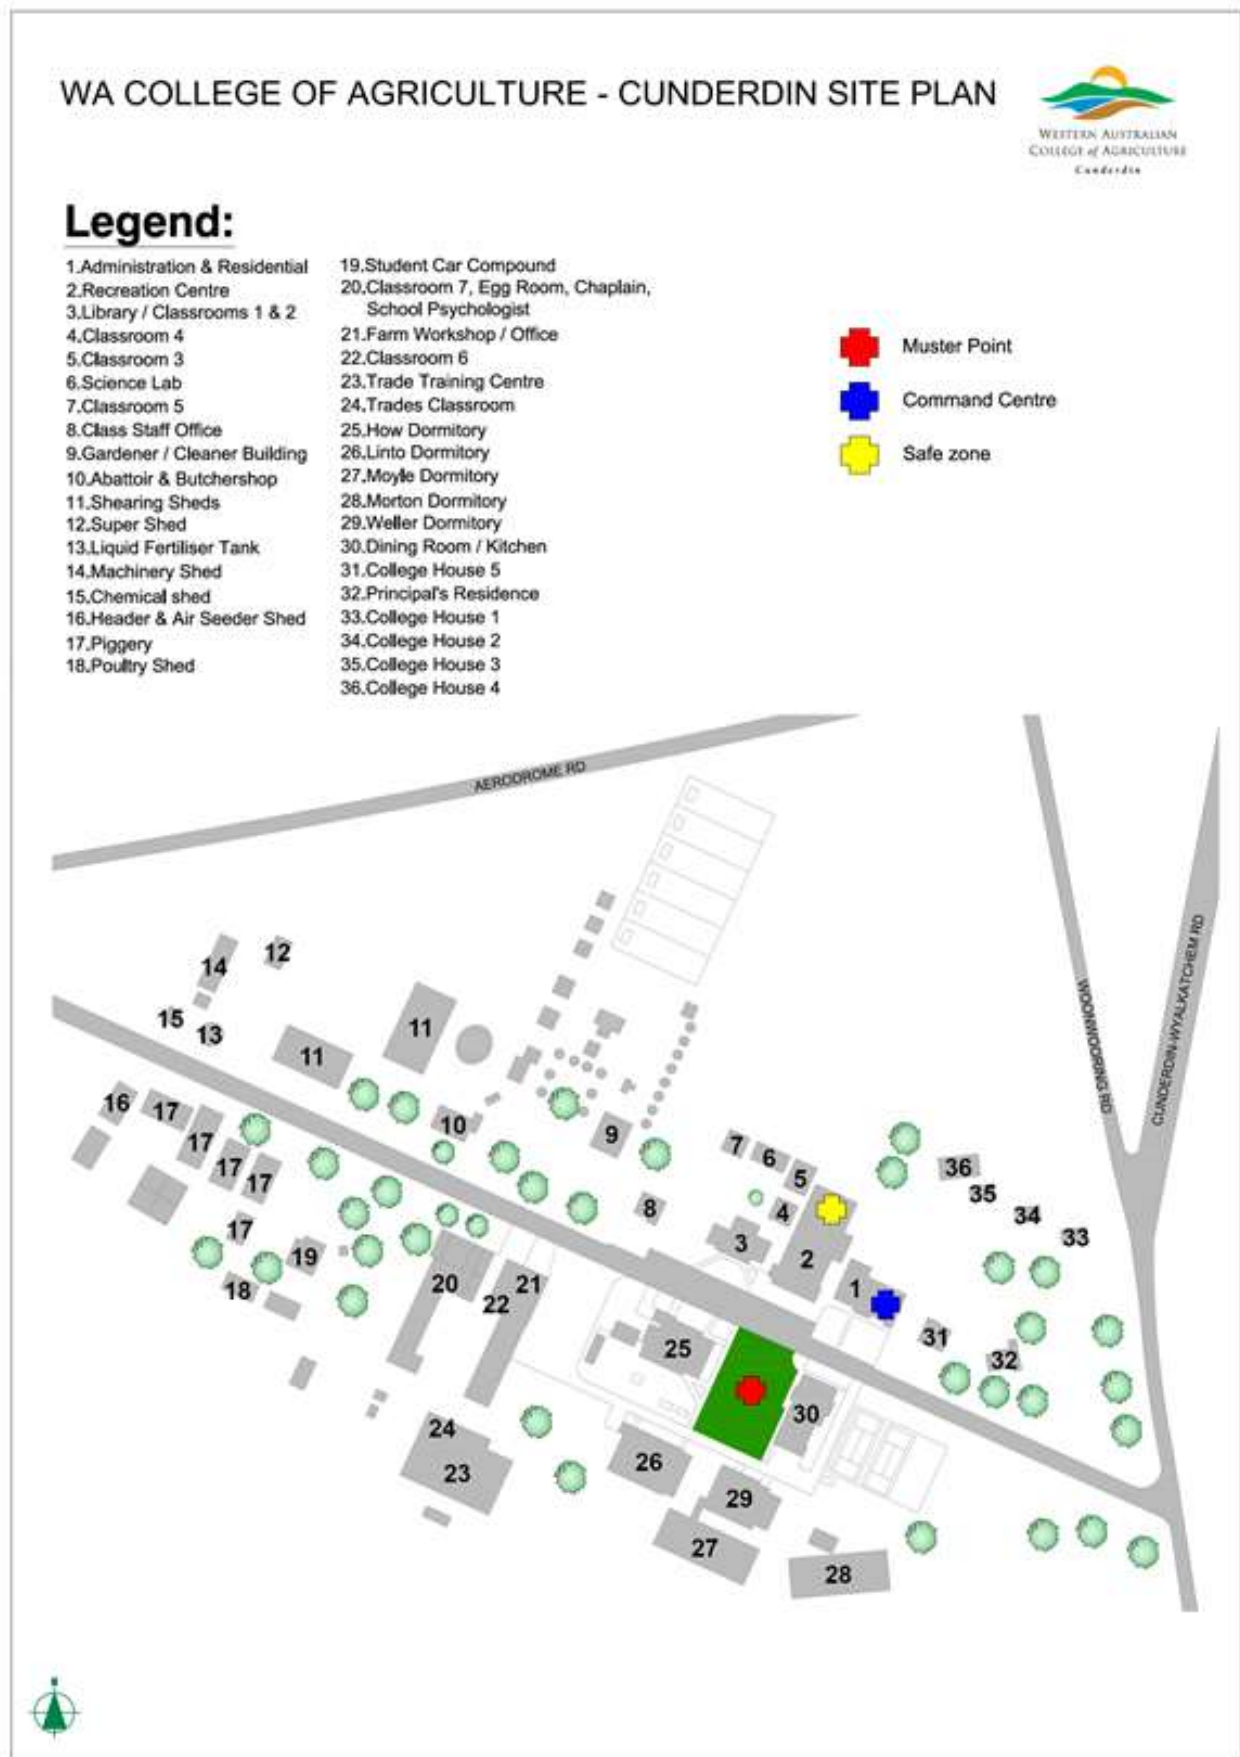 WA COLLEGE OF AGRICULTURE - CUNDERDIN SITE PLAN
WESTERN AUSTRALIAN
COLLEGE of AGRICULTURE
Cunderdin
Legend:
1.Administration & Residential
2.Recreation Centre
3.Library / Classrooms 1 & 2
4.Classroom 4
5.Classroom 3
6.Science Lab
7.Classroom 5
8.Class Staff Office
9.Gardener / Cleaner Building
10.Abattoir & Butchershop
11.Shearing Sheds
12.Super Shed
13.Liquid Fertiliser Tank
14.Machinery Shed
15.Chemical shed
16.Header & Air Seeder Shed
17.Piggery
18.Poultry Shed
19.Student Car Compound
20.Classroom 7, Egg Room, Chaplain,
School Psychologist
21.Farm Workshop / Office
22.Classroom 6
23.Trade Training Centre
24.Trades Classroom
25.How Dormitory
26.Linto Dormitory
27.Moyle Dormitory
28.Morton Dormitory
29.Weller Dormitory
30.Dining Room / Kitchen
31.College House 5
32.Principal's Residence
33.College House 1
34.College House 2
35.College House 3
36.College House 4
Muster Point
Command Centre
Safe zone
AERODROME RD
WOONWOORRING RD
CUNDERDIN-WYALKATCHEM RD
12
14
15
13
11
11
16
17
17
17
17
17
18
19
10
9
8
7
6
5
4
3
2
1
36
35
34
33
31
32
20
21
22
25
30
24
23
26
29
27
28